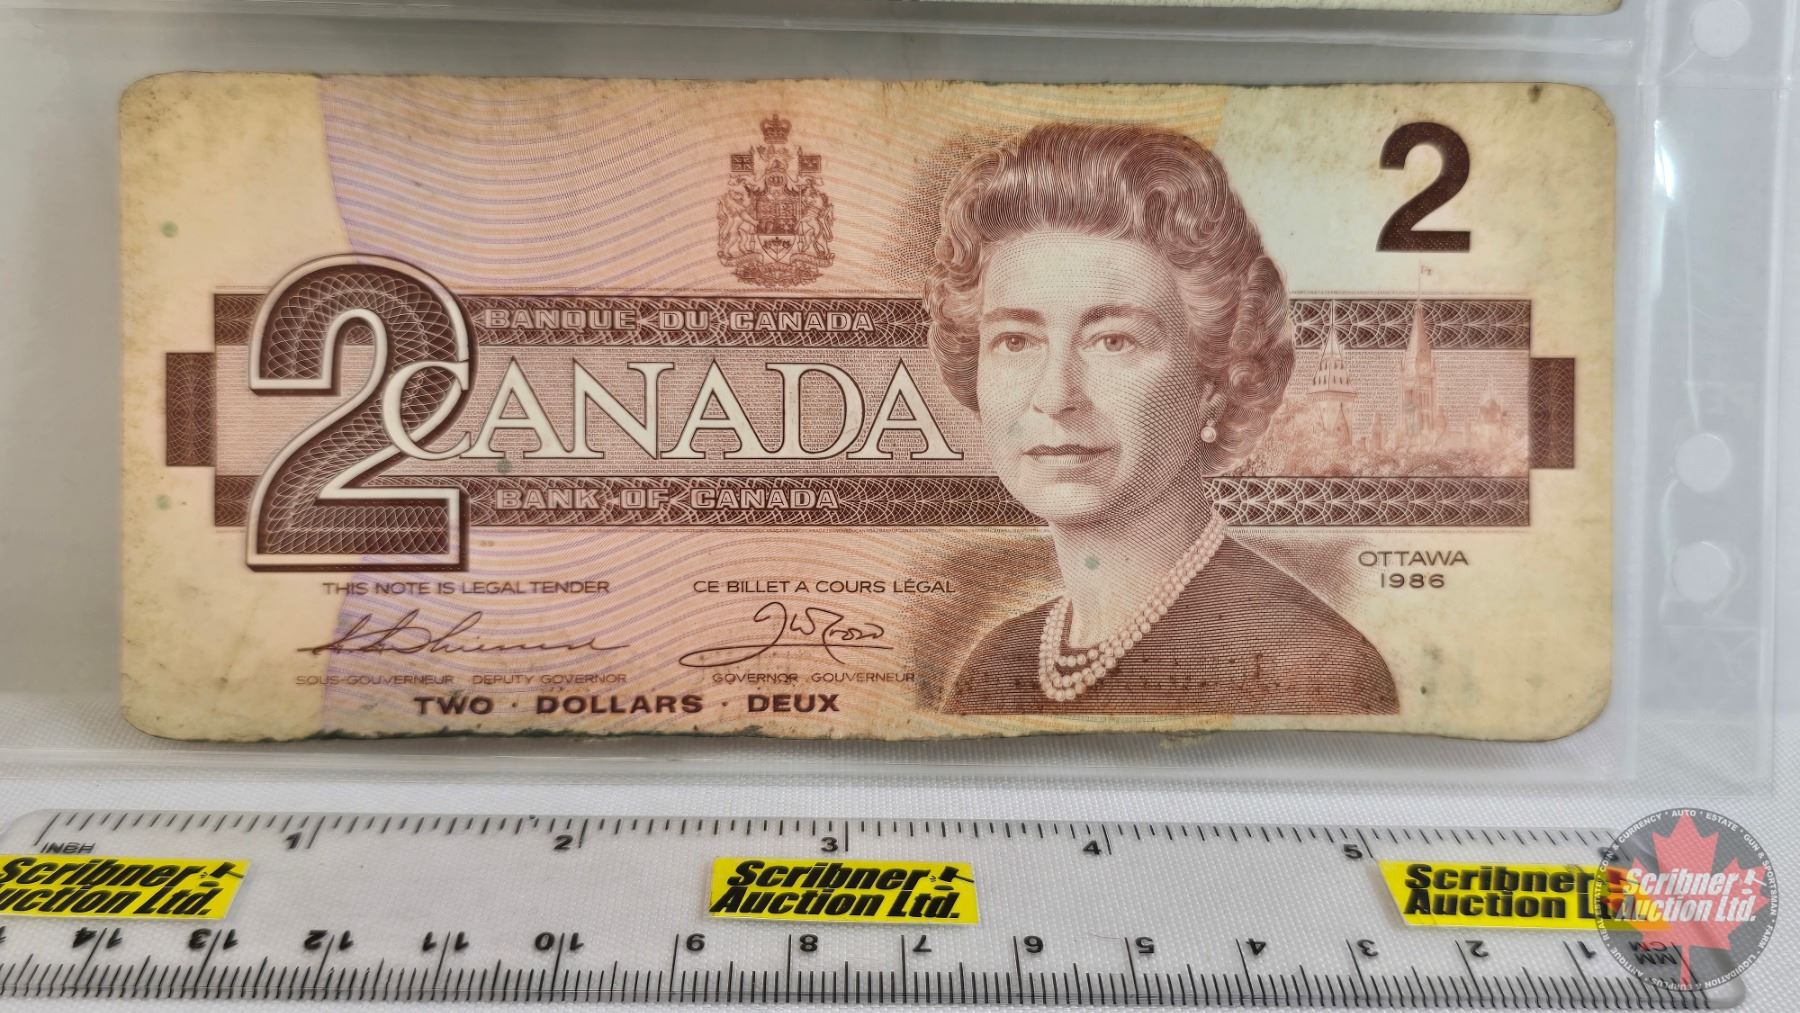 2
BANQUE DU CANADA
2 CANADA
BANK OF CANADA
OTTAWA
1986
THIS NOTE IS LEGAL TENDER
CE BILLET A COURS LÉGAL
SOUS-GOUVERNEUR DEPUTY GOVERNOR
GOVERNOR GOUVERNEUR
TWO · DOLLARS · DEUX
INCH 1 2 3 4 5
Scribner
Auction Ltd.
Scribner
Auction Ltd.
Scribner
Auction Ltd.
Scribner
Auction Ltd.
14 13 12 11 10 9 8 7 6 5 4 3 2 1
MM
CM